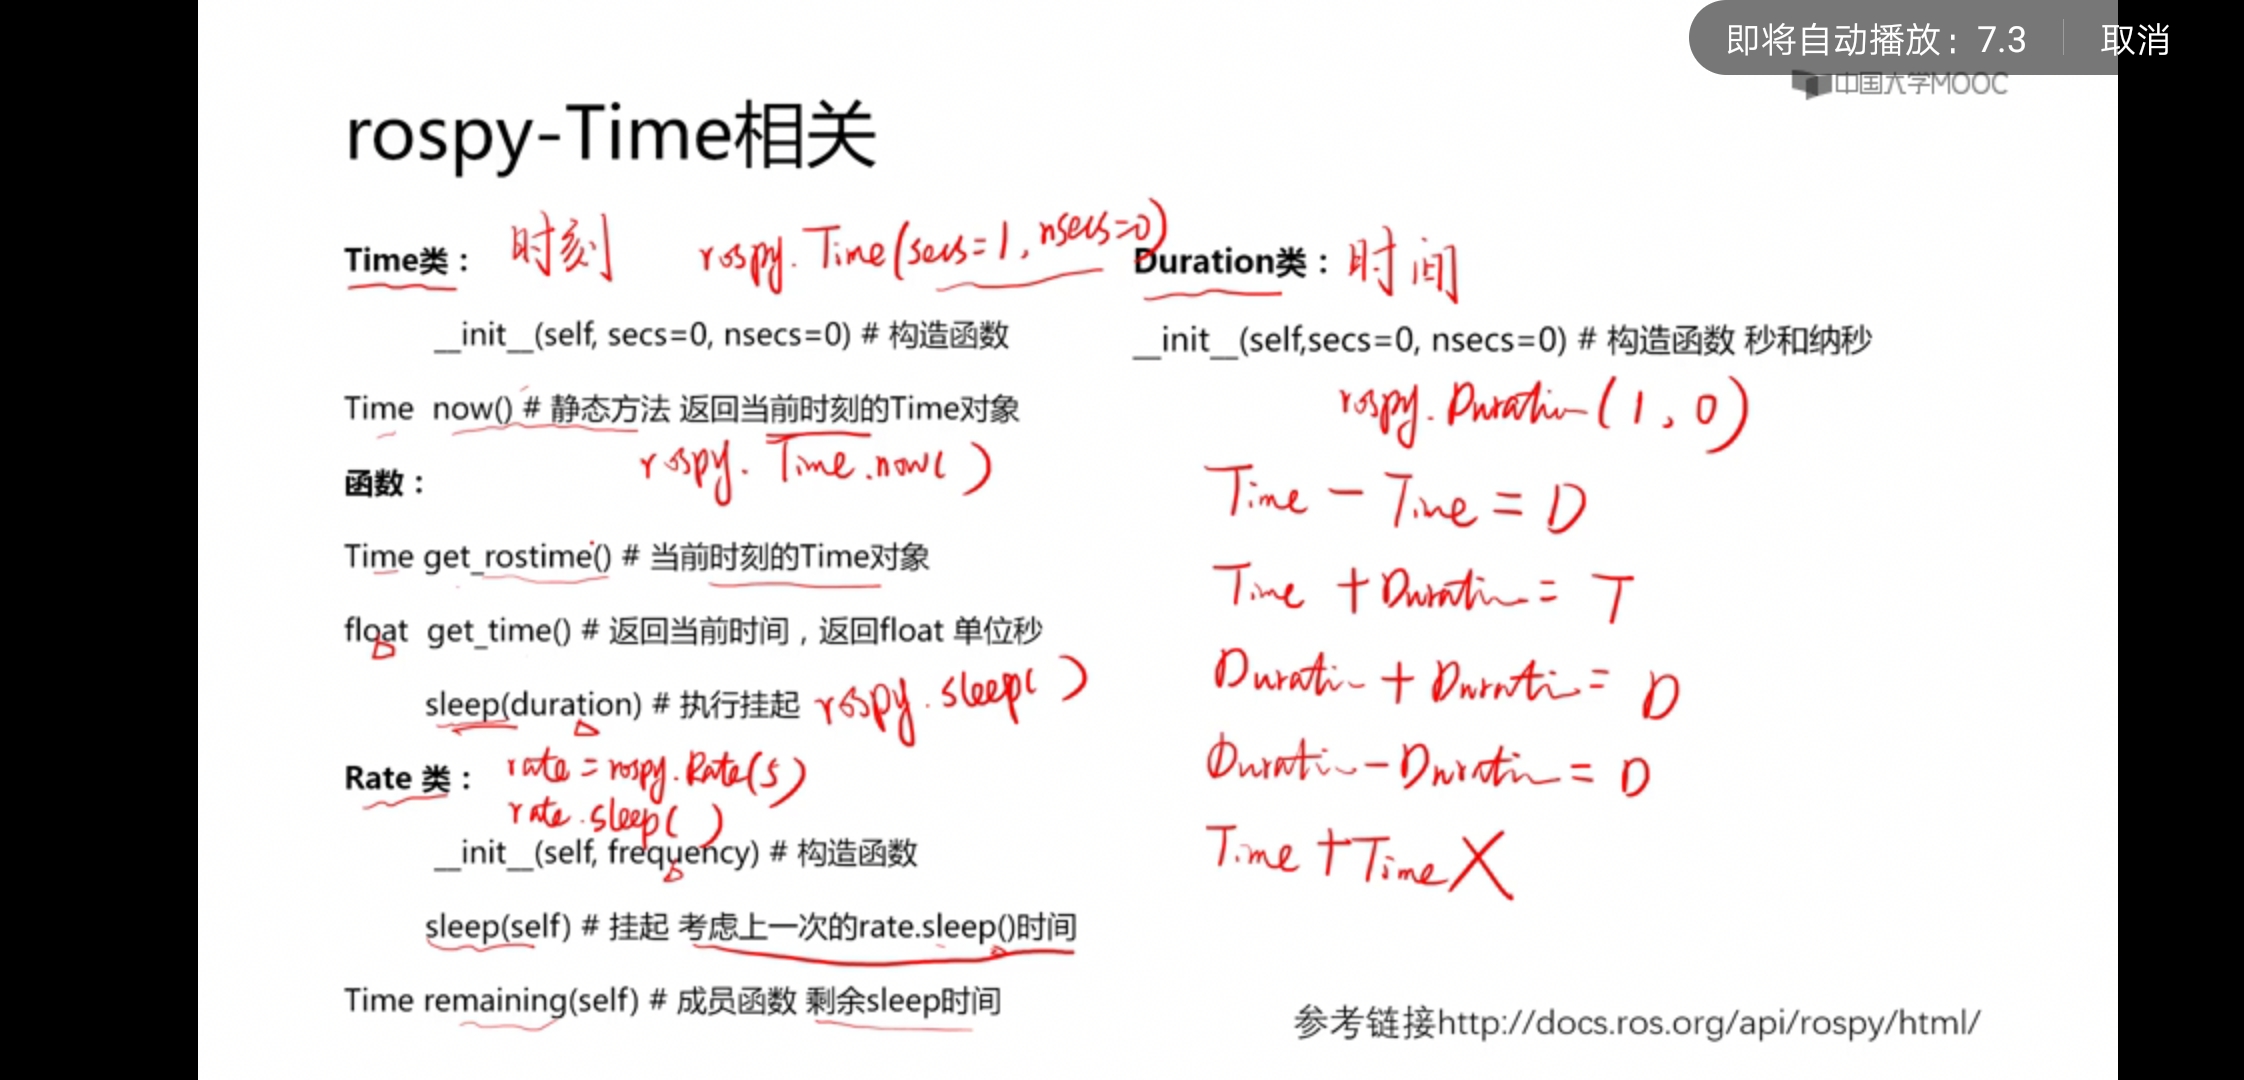 即将自动播放：7.3 取消
中国大学MOOC
rospy-Time相关
Time类： 时刻 rospy.Time(secs=1, nsecs=0)
__init__(self, secs=0, nsecs=0) # 构造函数
Time now() # 静态方法 返回当前时刻的Time对象
rospy.Time.now()
函数：
Time get_rostime() # 当前时刻的Time对象
float get_time() # 返回当前时间，返回float 单位秒
sleep(duration) # 执行挂起 rospy.sleep()
Rate 类： rate = rospy.Rate(5)
rate.sleep()
__init__(self, frequency) # 构造函数
sleep(self) # 挂起 考虑上一次的rate.sleep()时间
Time remaining(self) # 成员函数 剩余sleep时间
Duration类： 时间
__init__(self,secs=0, nsecs=0) # 构造函数 秒和纳秒
rospy.Duration(1, 0)
Time - Time = D
Time + Duration = T
Duration + Duration = D
Duration - Duration = D
Time + Time X
参考链接http://docs.ros.org/api/rospy/html/